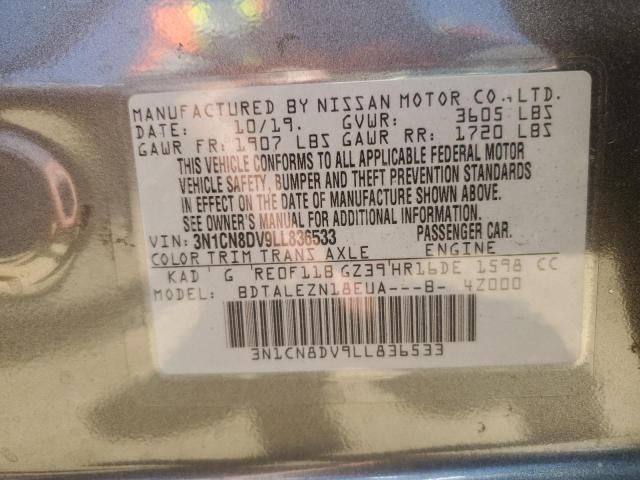 MANUFACTURED BY NISSAN MOTOR CO., LTD.
DATE: 10/19. GVWR: 3605 LBS
GAWR FR: 1907 LBS GAWR RR: 1720 LBS
THIS VEHICLE CONFORMS TO ALL APPLICABLE FEDERAL MOTOR
VEHICLE SAFETY, BUMPER AND THEFT PREVENTION STANDARDS
IN EFFECT ON THE DATE OF MANUFACTURE SHOWN ABOVE.
SEE OWNER'S MANUAL FOR ADDITIONAL INFORMATION.
VIN: 3N1CN8DV9LL836533 PASSENGER CAR.
COLOR TRIM TRANS AXLE ENGINE
KAD G RE0F11B GZ39 HR16DE 1598 CC
MODEL: BDTALEZN18EUA---B- 4Z000
3N1CN8DV9LL836533